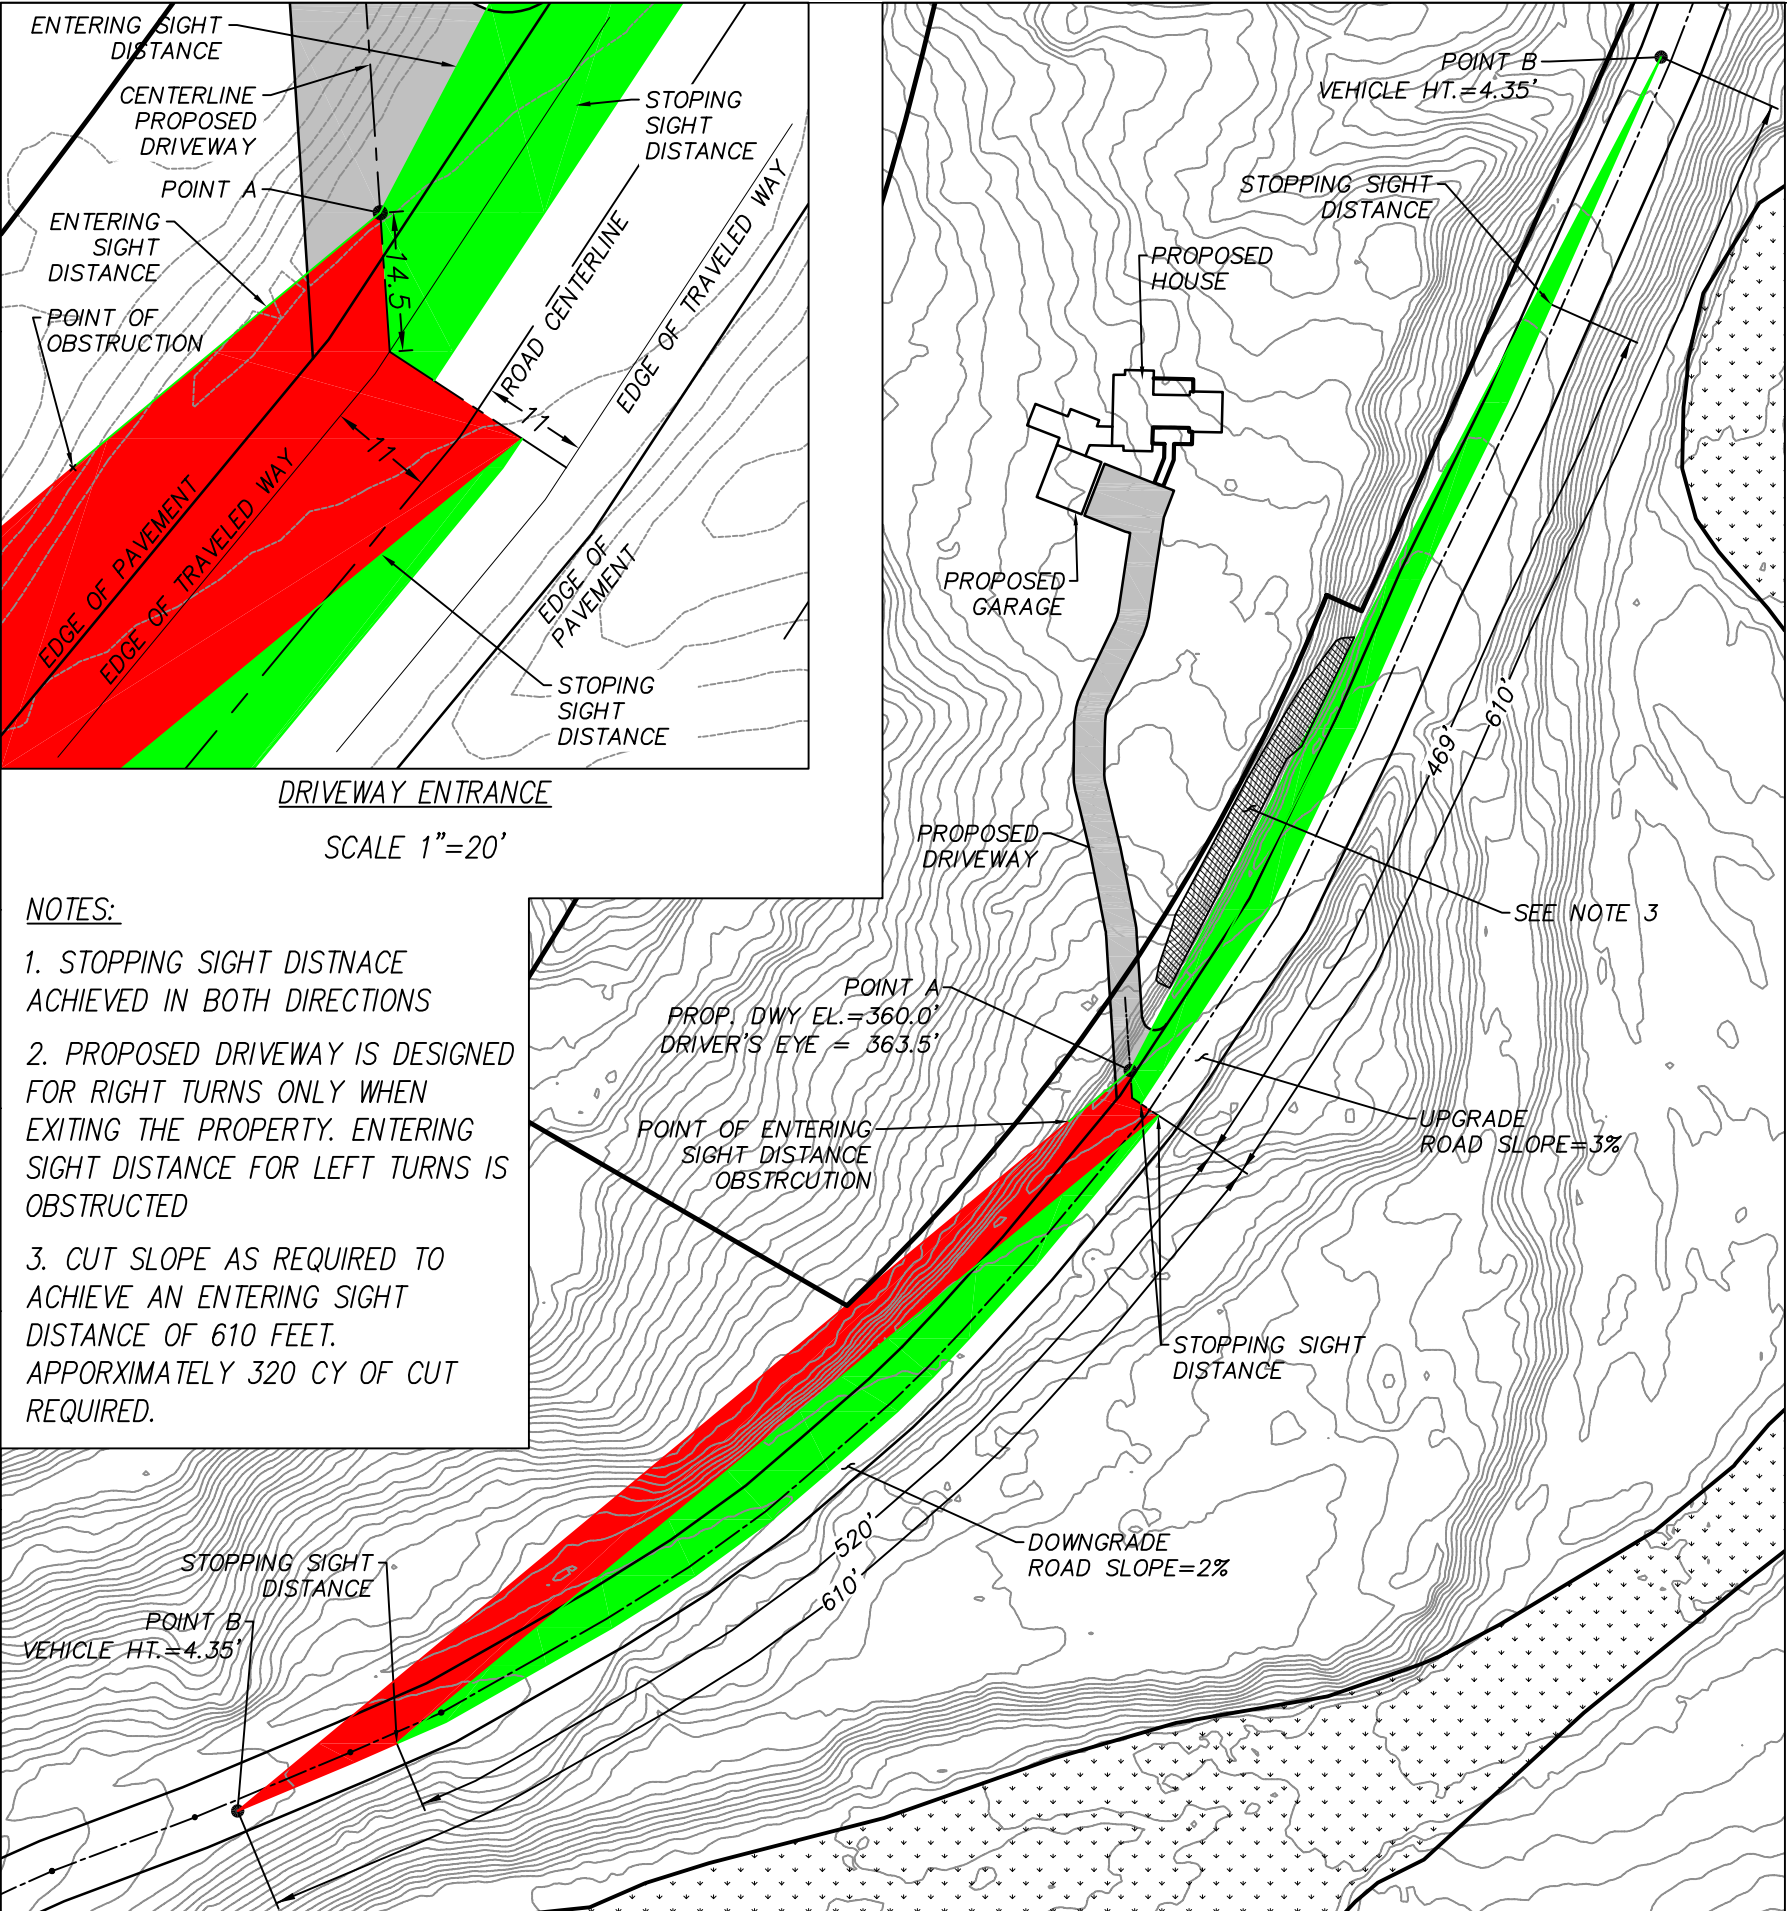 ENTERING SIGHT
DISTANCE
CENTERLINE
PROPOSED
DRIVEWAY
POINT A
ENTERING
SIGHT
DISTANCE
POINT OF
OBSTRUCTION
STOPING
SIGHT
DISTANCE
14.5
11
11
ROAD CENTERLINE
EDGE OF TRAVELED WAY
EDGE OF PAVEMENT
EDGE OF TRAVELED WAY
EDGE OF
PAVEMENT
STOPING
SIGHT
DISTANCE
DRIVEWAY ENTRANCE
SCALE 1"=20'
NOTES:
1. STOPPING SIGHT DISTNACE
ACHIEVED IN BOTH DIRECTIONS
2. PROPOSED DRIVEWAY IS DESIGNED
FOR RIGHT TURNS ONLY WHEN
EXITING THE PROPERTY. ENTERING
SIGHT DISTANCE FOR LEFT TURNS IS
OBSTRUCTED
3. CUT SLOPE AS REQUIRED TO
ACHIEVE AN ENTERING SIGHT
DISTANCE OF 610 FEET.
APPORXIMATELY 320 CY OF CUT
REQUIRED.
POINT B
VEHICLE HT.=4.35'
STOPPING SIGHT
DISTANCE
PROPOSED
HOUSE
PROPOSED
GARAGE
469'
610'
PROPOSED
DRIVEWAY
SEE NOTE 3
POINT A
PROP. DWY EL.=360.0'
DRIVER'S EYE = 363.5'
POINT OF ENTERING
SIGHT DISTANCE
OBSTRCUTION
UPGRADE
ROAD SLOPE=3%
STOPPING SIGHT
DISTANCE
520'
610'
DOWNGRADE
ROAD SLOPE=2%
STOPPING SIGHT
DISTANCE
POINT B
VEHICLE HT.=4.35'